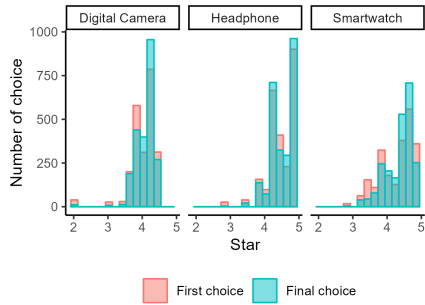 Digital Camera Headphone Smartwatch
1000
750
500
250
0
2 3 4 5 2 3 4 5 2 3 4 5
Number of choice
Star
First choice Final choice